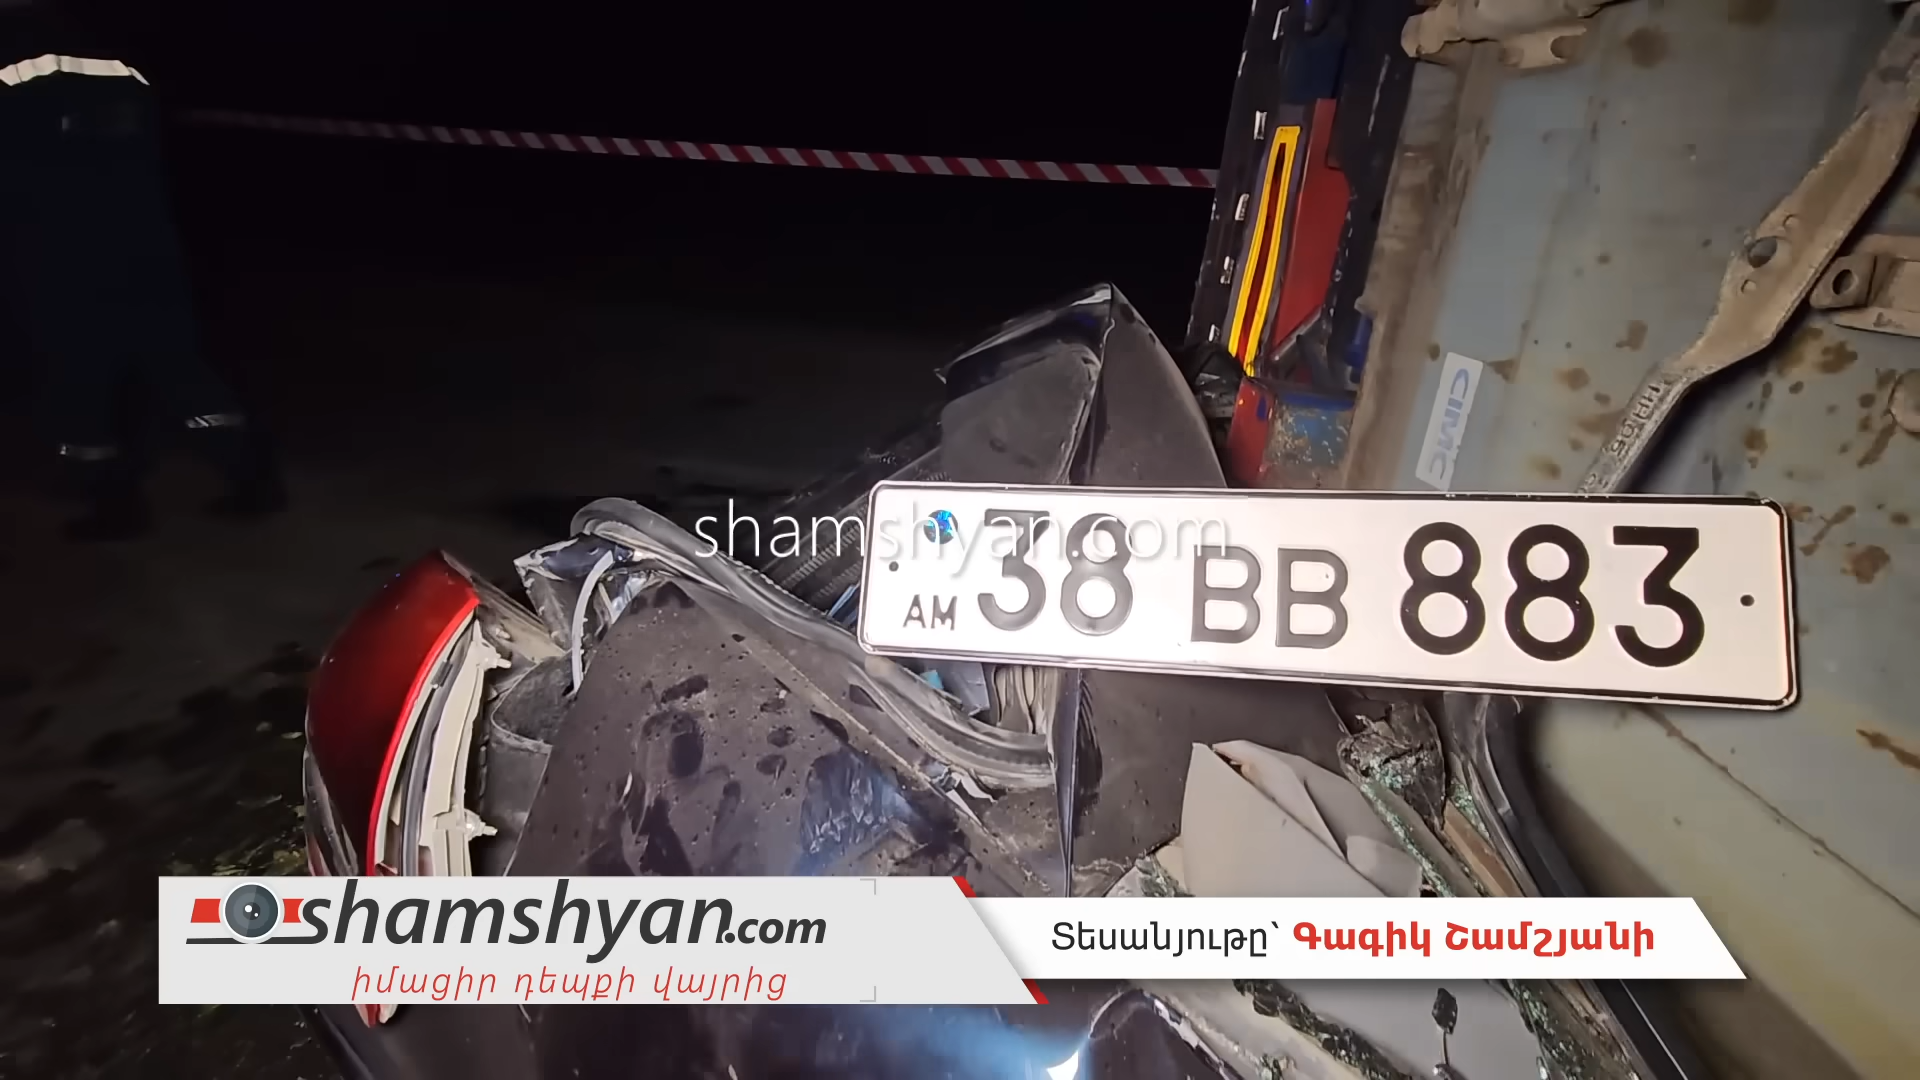 CIMC
shamshyan.com
38 BB 883
AM
shamshyan.com
իմացիր դեպքի վայրից
Տեսանյութը՝ Գագիկ Շամշյանի